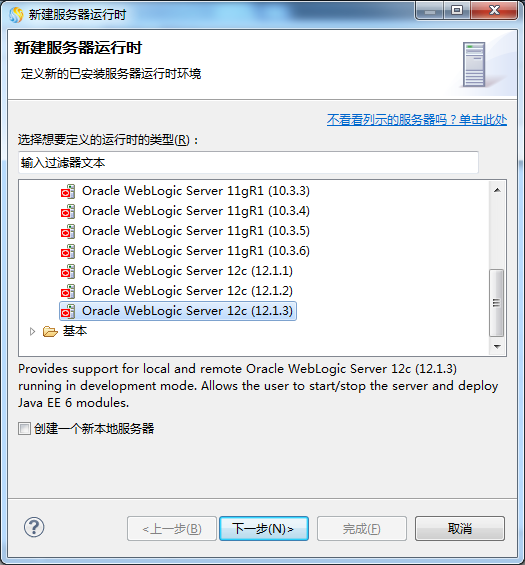 新建服务器运行时
新建服务器运行时
定义新的已安装服务器运行时环境
不看看列示的服务器吗？单击此处
选择想要定义的运行时的类型(R)：
输入过滤器文本
Oracle WebLogic Server 11gR1 (10.3.3)
Oracle WebLogic Server 11gR1 (10.3.4)
Oracle WebLogic Server 11gR1 (10.3.5)
Oracle WebLogic Server 11gR1 (10.3.6)
Oracle WebLogic Server 12c (12.1.1)
Oracle WebLogic Server 12c (12.1.2)
Oracle WebLogic Server 12c (12.1.3)
基本
Provides support for local and remote Oracle WebLogic Server 12c (12.1.3)
running in development mode. Allows the user to start/stop the server and deploy
Java EE 6 modules.
创建一个新本地服务器
?
<上一步(B)
下一步(N)>
完成(F)
取消